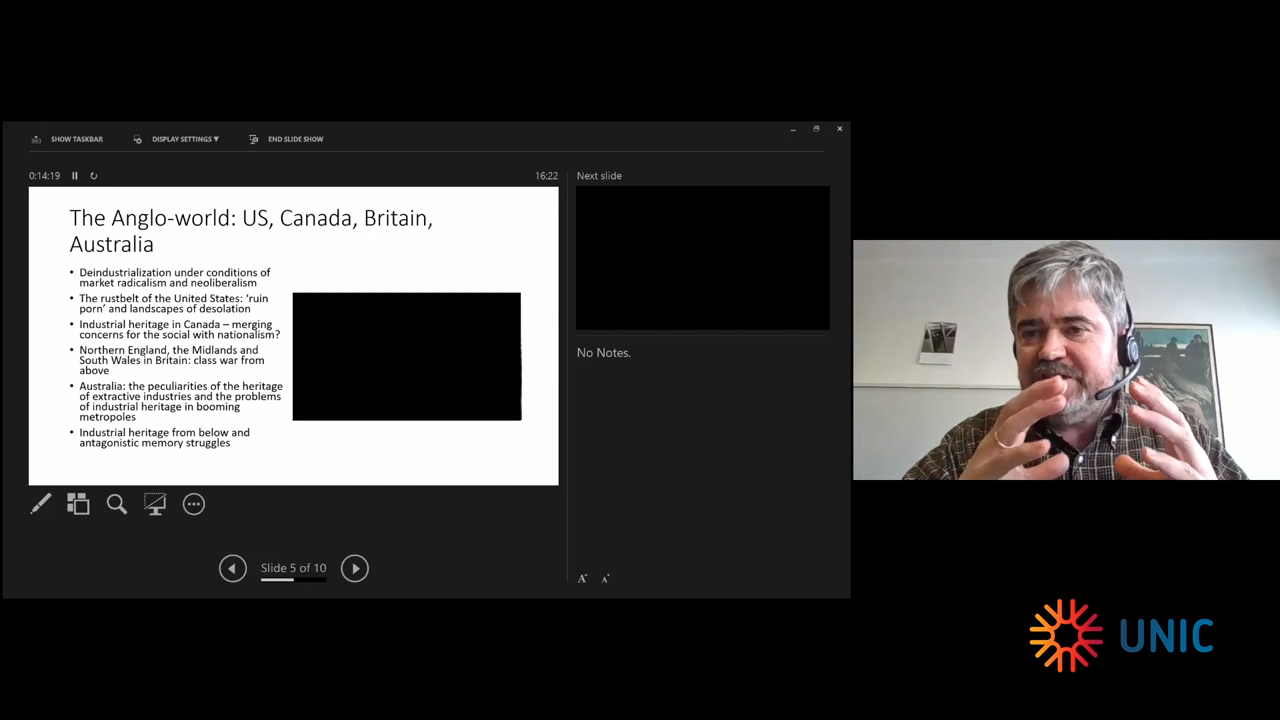 SHOW TASKBAR
DISPLAY SETTINGS ▼
END SLIDE SHOW
0:14:19
16:22
Next slide
The Anglo-world: US, Canada, Britain,
Australia
• Deindustrialization under conditions of
market radicalism and neoliberalism
• The rustbelt of the United States: ‘ruin
porn’ and landscapes of desolation
• Industrial heritage in Canada – merging
concerns for the social with nationalism?
• Northern England, the Midlands and
South Wales in Britain: class war from
above
• Australia: the peculiarities of the heritage
of extractive industries and the problems
of industrial heritage in booming
metropoles
• Industrial heritage from below and
antagonistic memory struggles
No Notes.
Slide 5 of 10
A A
UNIC